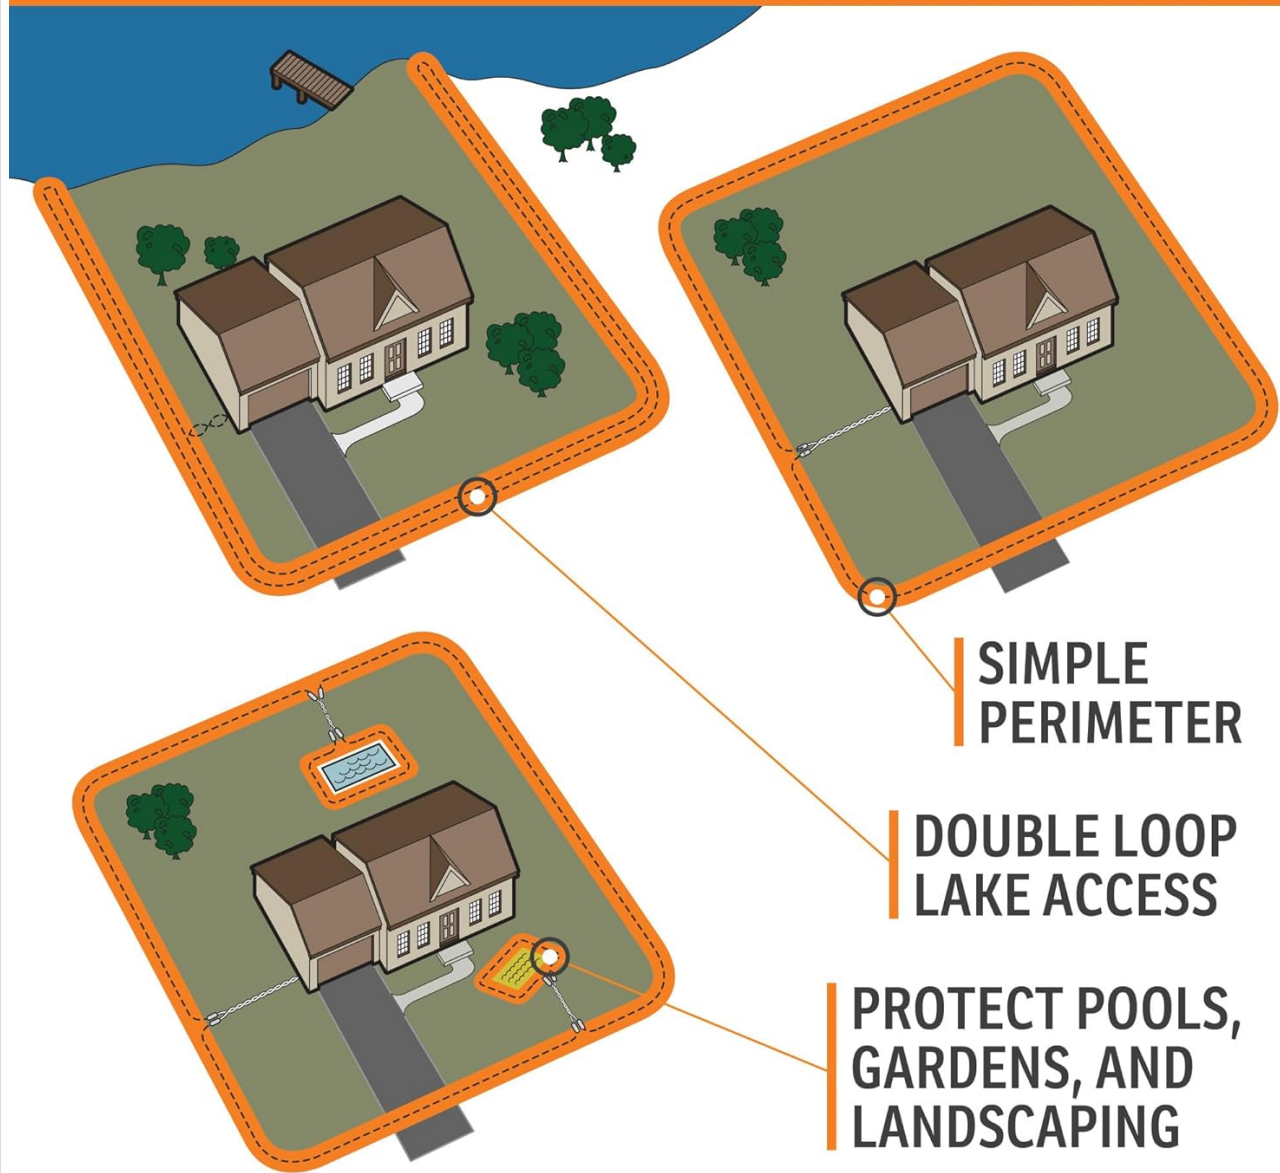 SIMPLE
PERIMETER
DOUBLE LOOP
LAKE ACCESS
PROTECT POOLS,
GARDENS, AND
LANDSCAPING